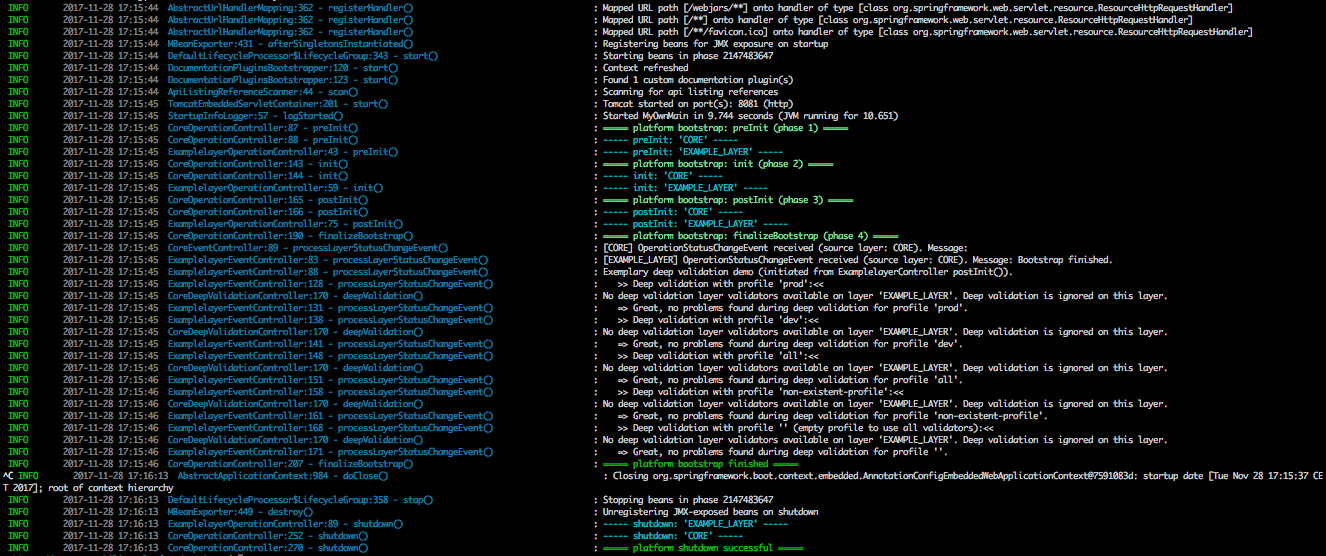 INFO 2017-11-28 17:15:44 AbstractUrlHandlerMapping:362 - registerHandler() : Mapped URL path [/webjars/**] onto handler of type [class org.springframework.web.servlet.resource.ResourceHttpRequestHandler]
INFO 2017-11-28 17:15:44 AbstractUrlHandlerMapping:362 - registerHandler() : Mapped URL path [/**] onto handler of type [class org.springframework.web.servlet.resource.ResourceHttpRequestHandler]
INFO 2017-11-28 17:15:44 AbstractUrlHandlerMapping:362 - registerHandler() : Mapped URL path [/**/favicon.ico] onto handler of type [class org.springframework.web.servlet.resource.ResourceHttpRequestHandler]
INFO 2017-11-28 17:15:44 MBeanExporter:431 - afterSingletonsInstantiated() : Registering beans for JMX exposure on startup
INFO 2017-11-28 17:15:44 DefaultLifecycleProcessor$LifecycleGroup:343 - start() : Starting beans in phase 2147483647
INFO 2017-11-28 17:15:44 DocumentationPluginsBootstrapper:120 - start() : Context refreshed
INFO 2017-11-28 17:15:44 DocumentationPluginsBootstrapper:123 - start() : Found 1 custom documentation plugin(s)
INFO 2017-11-28 17:15:44 ApiListingReferenceScanner:44 - scan() : Scanning for api listing references
INFO 2017-11-28 17:15:45 TomcatEmbeddedServletContainer:201 - start() : Tomcat started on port(s): 8081 (http)
INFO 2017-11-28 17:15:45 StartupInfoLogger:57 - logStarted() : Started MyOwnMain in 9.744 seconds (JVM running for 10.651)
INFO 2017-11-28 17:15:45 CoreOperationController:87 - preInit() : ===== platform bootstrap: preInit (phase 1) =====
INFO 2017-11-28 17:15:45 CoreOperationController:88 - preInit() : ----- preInit: 'CORE' -----
INFO 2017-11-28 17:15:45 ExamplelayerOperationController:43 - preInit() : ----- preInit: 'EXAMPLE_LAYER' -----
INFO 2017-11-28 17:15:45 CoreOperationController:143 - init() : ===== platform bootstrap: init (phase 2) =====
INFO 2017-11-28 17:15:45 CoreOperationController:144 - init() : ----- init: 'CORE' -----
INFO 2017-11-28 17:15:45 ExamplelayerOperationController:59 - init() : ----- init: 'EXAMPLE_LAYER' -----
INFO 2017-11-28 17:15:45 CoreOperationController:165 - postInit() : ===== platform bootstrap: postInit (phase 3) =====
INFO 2017-11-28 17:15:45 CoreOperationController:166 - postInit() : ----- postInit: 'CORE' -----
INFO 2017-11-28 17:15:45 ExamplelayerOperationController:75 - postInit() : ----- postInit: 'EXAMPLE_LAYER' -----
INFO 2017-11-28 17:15:45 CoreOperationController:190 - finalizeBootstrap() : ===== platform bootstrap: finalizeBootstrap (phase 4) =====
INFO 2017-11-28 17:15:45 CoreEventController:89 - processLayerStatusChangeEvent() : [CORE] OperationStatusChangeEvent received (source layer: CORE). Message:
INFO 2017-11-28 17:15:45 ExamplelayerEventController:83 - processLayerStatusChangeEvent() : [EXAMPLE_LAYER] OperationStatusChangeEvent received (source layer: CORE). Message: Bootstrap finished.
INFO 2017-11-28 17:15:45 ExamplelayerEventController:88 - processLayerStatusChangeEvent() : Exemplary deep validation demo (initiated from ExamplelayerController postInit()).
INFO 2017-11-28 17:15:45 ExamplelayerEventController:128 - processLayerStatusChangeEvent() : >> Deep validation with profile 'prod':<<
INFO 2017-11-28 17:15:45 CoreDeepValidationController:170 - deepValidation() : No deep validation layer validators available on layer 'EXAMPLE_LAYER'. Deep validation is ignored on this layer.
INFO 2017-11-28 17:15:45 ExamplelayerEventController:131 - processLayerStatusChangeEvent() : => Great, no problems found during deep validation for profile 'prod'.
INFO 2017-11-28 17:15:45 ExamplelayerEventController:138 - processLayerStatusChangeEvent() : >> Deep validation with profile 'dev':<<
INFO 2017-11-28 17:15:45 CoreDeepValidationController:170 - deepValidation() : No deep validation layer validators available on layer 'EXAMPLE_LAYER'. Deep validation is ignored on this layer.
INFO 2017-11-28 17:15:45 ExamplelayerEventController:141 - processLayerStatusChangeEvent() : => Great, no problems found during deep validation for profile 'dev'.
INFO 2017-11-28 17:15:45 ExamplelayerEventController:148 - processLayerStatusChangeEvent() : >> Deep validation with profile 'all':<<
INFO 2017-11-28 17:15:45 CoreDeepValidationController:170 - deepValidation() : No deep validation layer validators available on layer 'EXAMPLE_LAYER'. Deep validation is ignored on this layer.
INFO 2017-11-28 17:15:46 ExamplelayerEventController:151 - processLayerStatusChangeEvent() : => Great, no problems found during deep validation for profile 'all'.
INFO 2017-11-28 17:15:46 ExamplelayerEventController:158 - processLayerStatusChangeEvent() : >> Deep validation with profile 'non-existent-profile':<<
INFO 2017-11-28 17:15:46 CoreDeepValidationController:170 - deepValidation() : No deep validation layer validators available on layer 'EXAMPLE_LAYER'. Deep validation is ignored on this layer.
INFO 2017-11-28 17:15:46 ExamplelayerEventController:161 - processLayerStatusChangeEvent() : => Great, no problems found during deep validation for profile 'non-existent-profile'.
INFO 2017-11-28 17:15:46 ExamplelayerEventController:168 - processLayerStatusChangeEvent() : >> Deep validation with profile '' (empty profile to use all validators):<<
INFO 2017-11-28 17:15:46 CoreDeepValidationController:170 - deepValidation() : No deep validation layer validators available on layer 'EXAMPLE_LAYER'. Deep validation is ignored on this layer.
INFO 2017-11-28 17:15:46 ExamplelayerEventController:171 - processLayerStatusChangeEvent() : => Great, no problems found during deep validation for profile ''.
INFO 2017-11-28 17:15:46 CoreOperationController:207 - finalizeBootstrap() : ===== platform bootstrap finished =====
^C INFO 2017-11-28 17:16:13 AbstractApplicationContext:984 - doClose() : Closing org.springframework.boot.context.embedded.AnnotationConfigEmbeddedWebApplicationContext@7591083d: startup date [Tue Nov 28 17:15:37 CE
T 2017]; root of context hierarchy
INFO 2017-11-28 17:16:13 DefaultLifecycleProcessor$LifecycleGroup:358 - stop() : Stopping beans in phase 2147483647
INFO 2017-11-28 17:16:13 MBeanExporter:449 - destroy() : Unregistering JMX-exposed beans on shutdown
INFO 2017-11-28 17:16:13 ExamplelayerOperationController:89 - shutdown() : ----- shutdown: 'EXAMPLE_LAYER' -----
INFO 2017-11-28 17:16:13 CoreOperationController:252 - shutdown() : ----- shutdown: 'CORE' -----
INFO 2017-11-28 17:16:13 CoreOperationController:270 - shutdown() : ===== platform shutdown successful =====